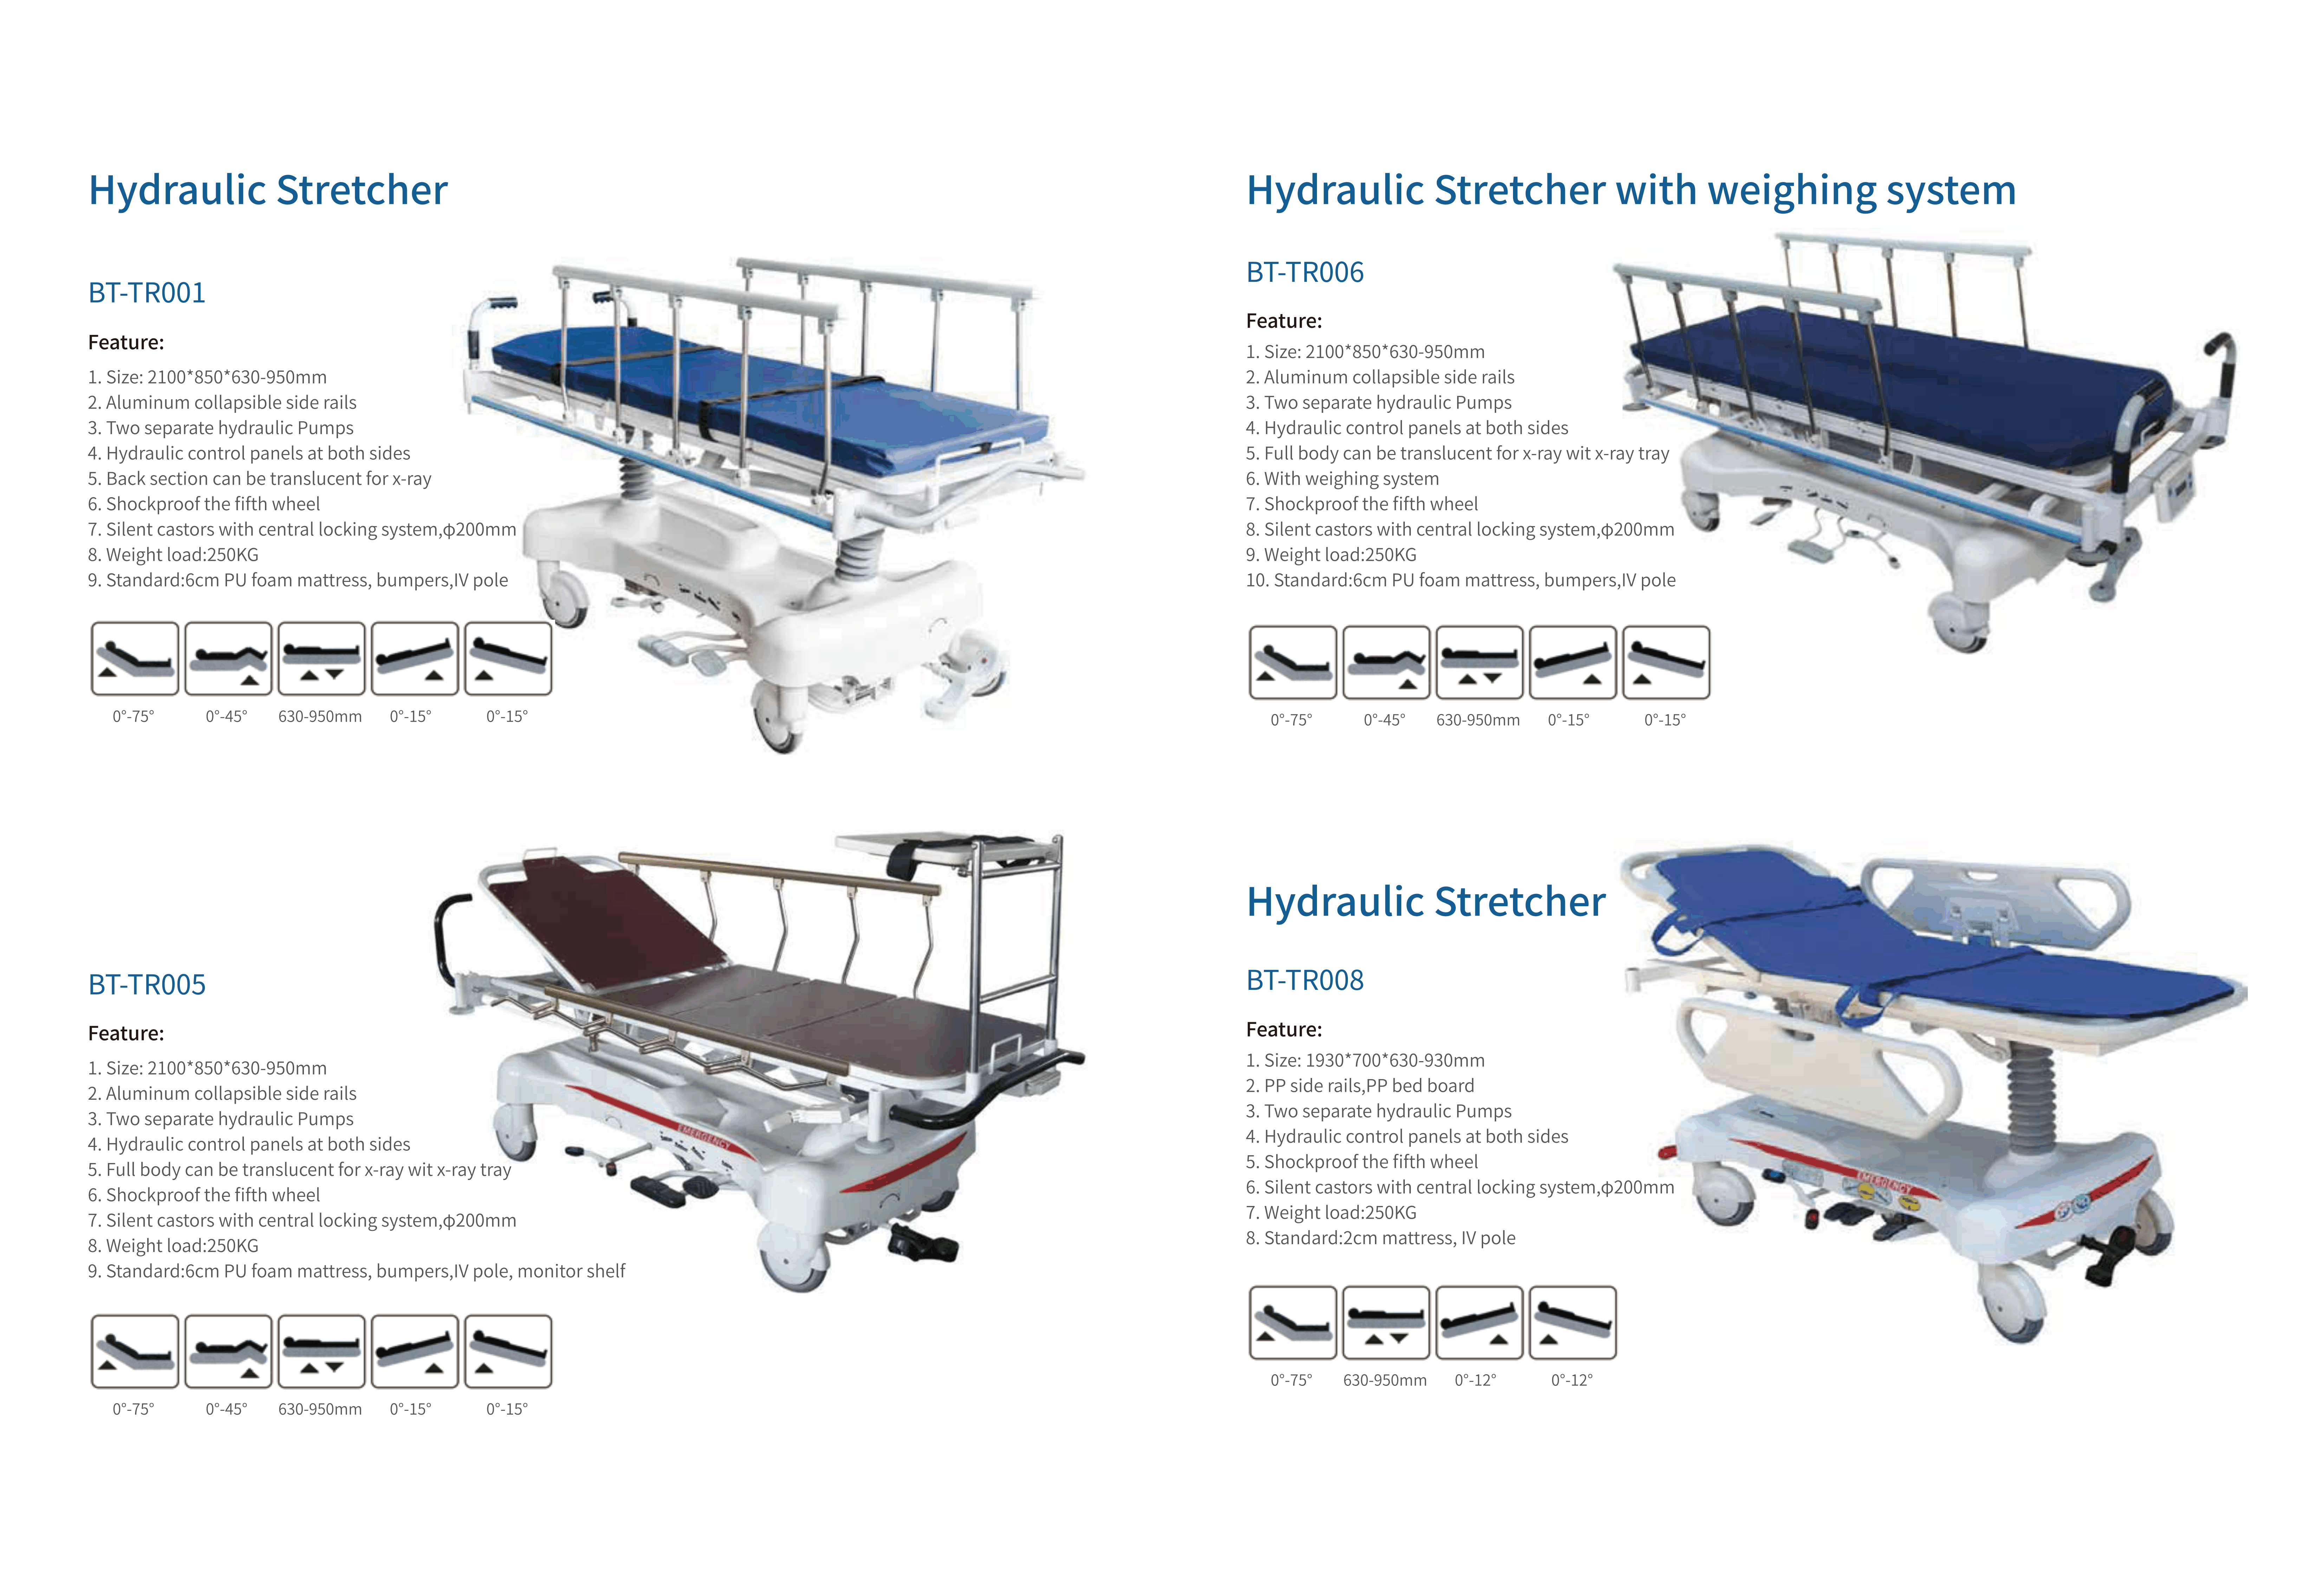 Hydraulic Stretcher
BT-TR001
Feature:
1. Size: 2100*850*630-950mm
2. Aluminum collapsible side rails
3. Two separate hydraulic Pumps
4. Hydraulic control panels at both sides
5. Back section can be translucent for x-ray
6. Shockproof the fifth wheel
7. Silent castors with central locking system,φ200mm
8. Weight load:250KG
9. Standard:6cm PU foam mattress, bumpers,IV pole
0°-75° 0°-45° 630-950mm 0°-15° 0°-15°
BT-TR005
Feature:
1. Size: 2100*850*630-950mm
2. Aluminum collapsible side rails
3. Two separate hydraulic Pumps
4. Hydraulic control panels at both sides
5. Full body can be translucent for x-ray wit x-ray tray
6. Shockproof the fifth wheel
7. Silent castors with central locking system,φ200mm
8. Weight load:250KG
9. Standard:6cm PU foam mattress, bumpers,IV pole, monitor shelf
EMERGENCY
0°-75° 0°-45° 630-950mm 0°-15° 0°-15°
Hydraulic Stretcher with weighing system
BT-TR006
Feature:
1. Size: 2100*850*630-950mm
2. Aluminum collapsible side rails
3. Two separate hydraulic Pumps
4. Hydraulic control panels at both sides
5. Full body can be translucent for x-ray wit x-ray tray
6. With weighing system
7. Shockproof the fifth wheel
8. Silent castors with central locking system,φ200mm
9. Weight load:250KG
10. Standard:6cm PU foam mattress, bumpers,IV pole
0°-75° 0°-45° 630-950mm 0°-15° 0°-15°
Hydraulic Stretcher
BT-TR008
Feature:
1. Size: 1930*700*630-930mm
2. PP side rails,PP bed board
3. Two separate hydraulic Pumps
4. Hydraulic control panels at both sides
5. Shockproof the fifth wheel
6. Silent castors with central locking system,φ200mm
7. Weight load:250KG
8. Standard:2cm mattress, IV pole
EMERGENCY
0°-75° 630-950mm 0°-12° 0°-12°